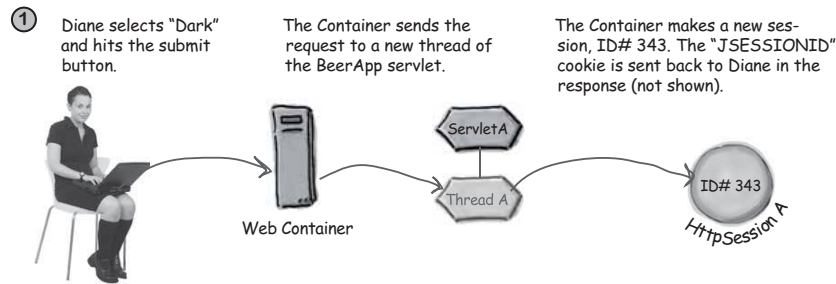 1
Diane selects “Dark”
and hits the submit
button.
The Container sends the
request to a new thread of
the BeerApp servlet.
The Container makes a new ses-
sion, ID# 343. The “JSESSIONID”
cookie is sent back to Diane in the
response (not shown).
Web Container
ServletA
Thread A
ID# 343
HttpSession A